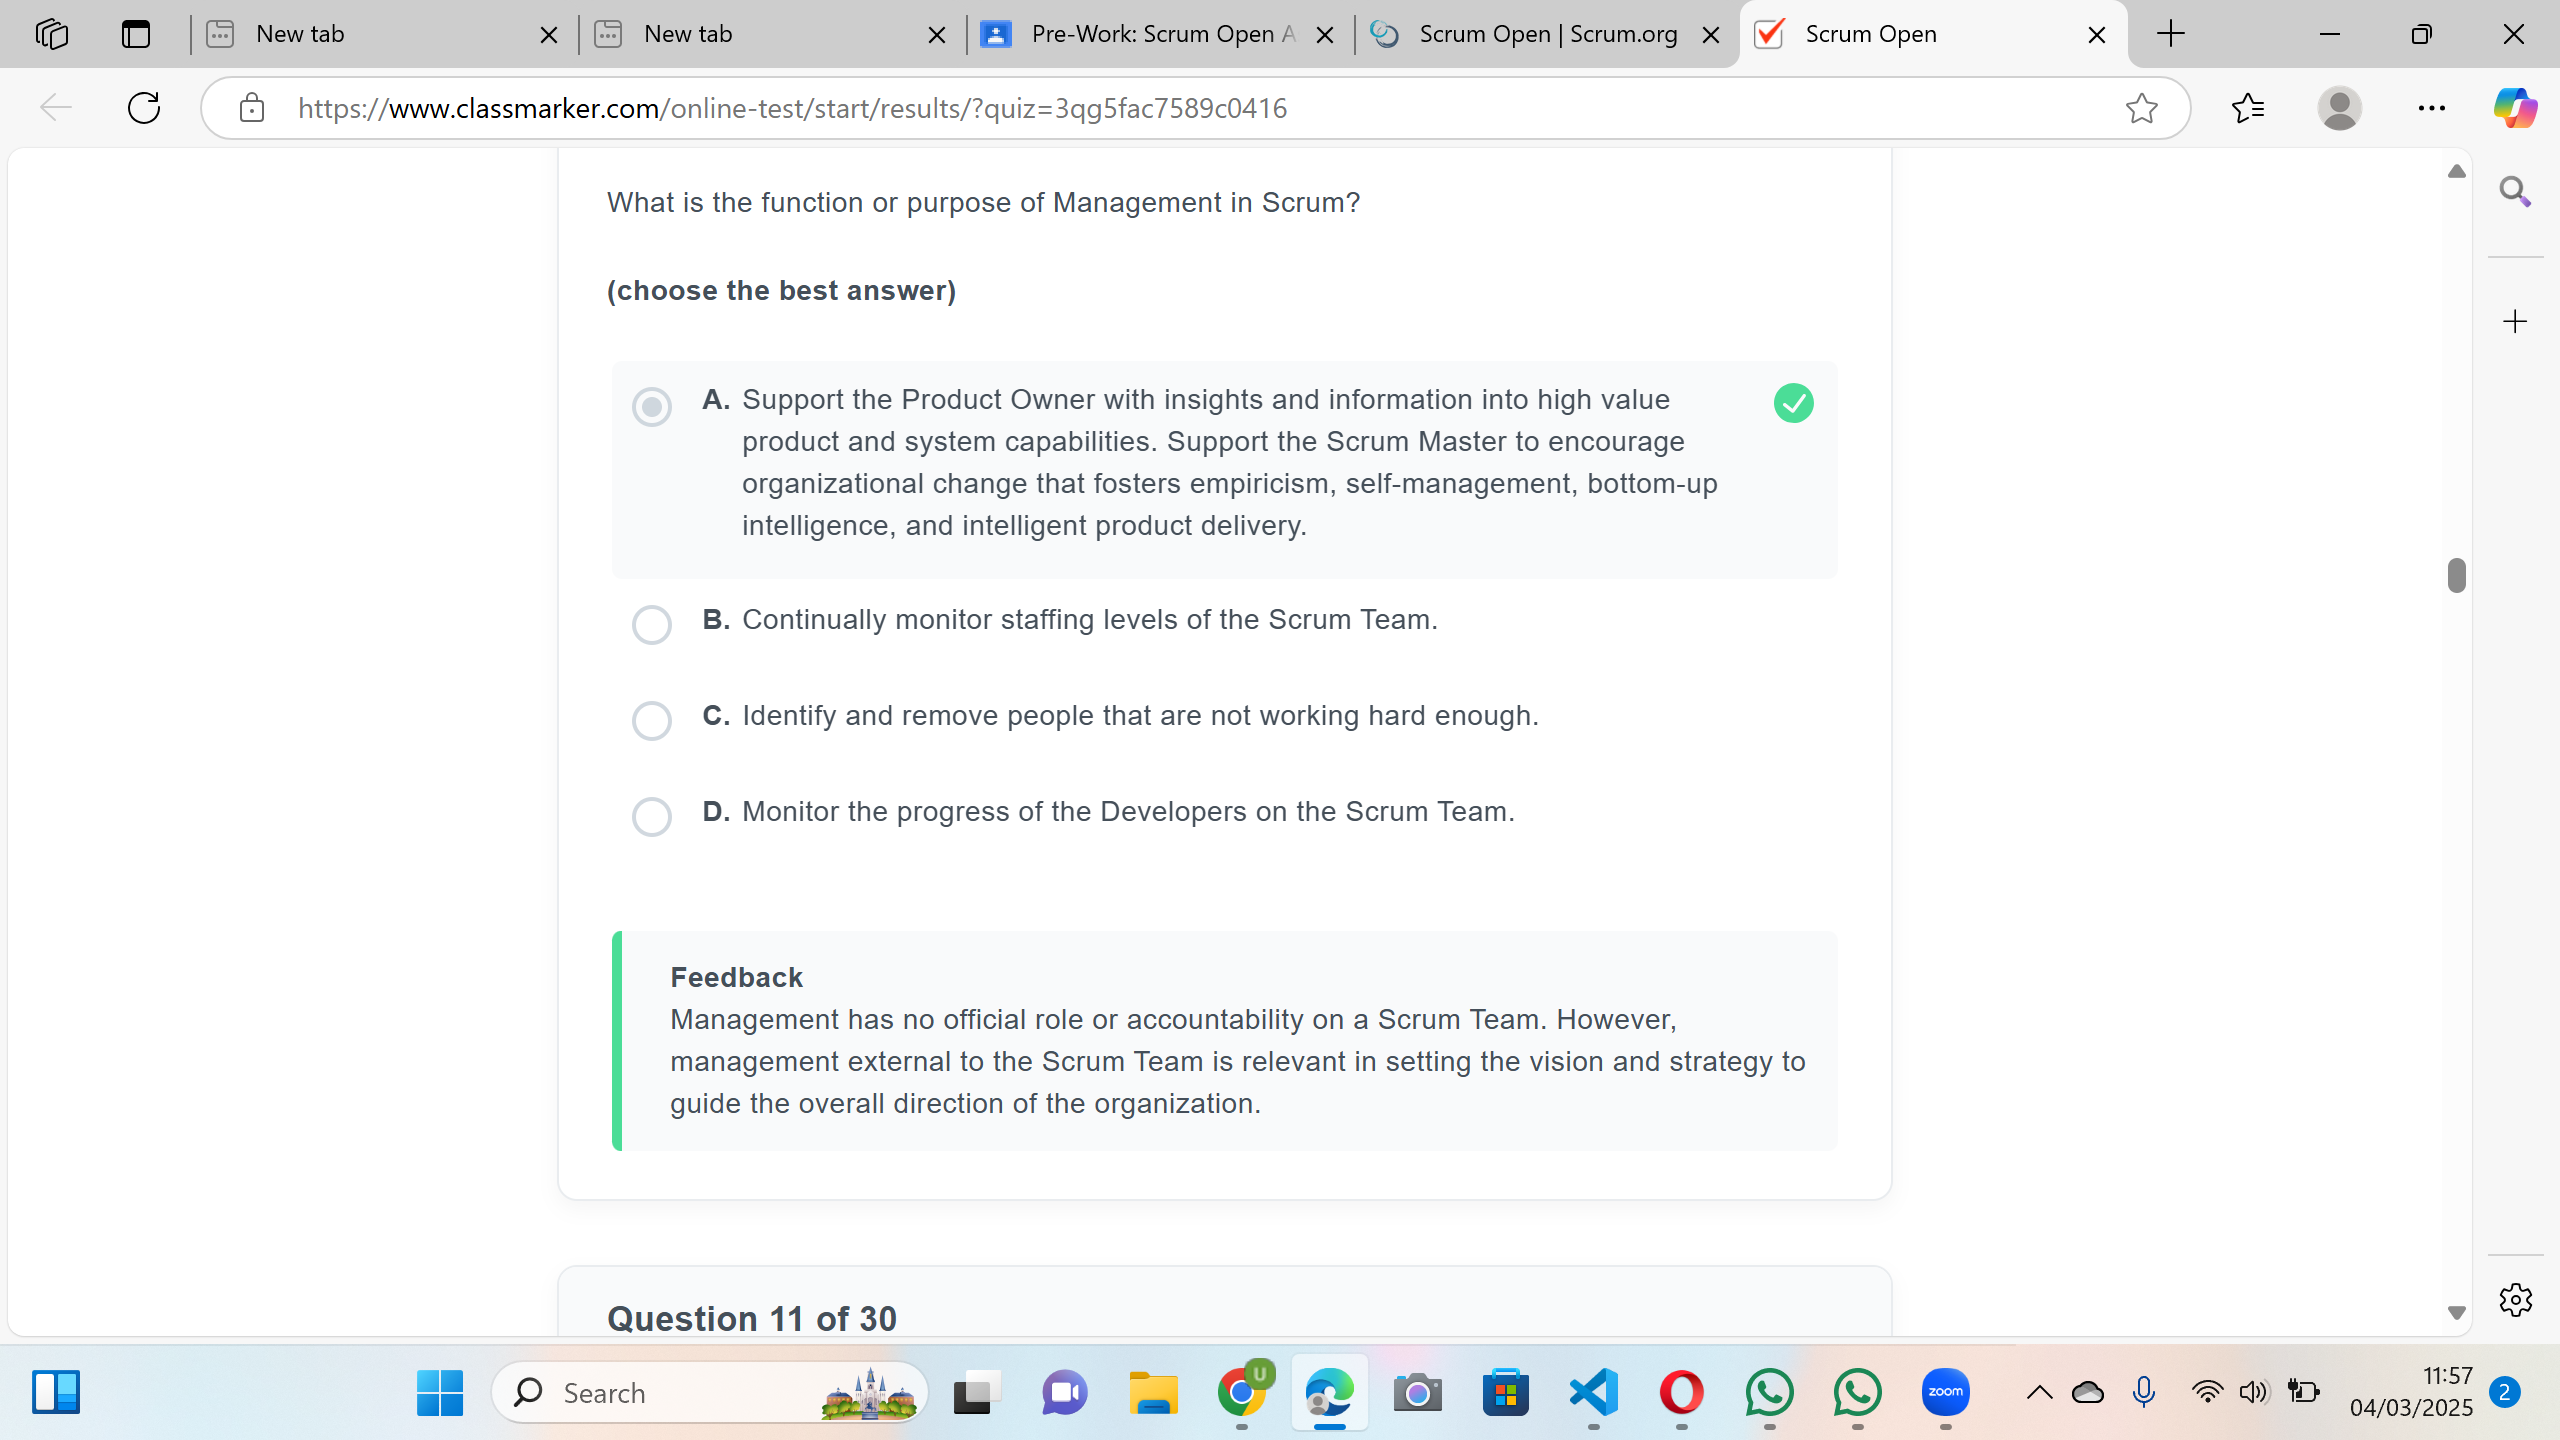 New tab
New tab
Pre-Work: Scrum Open A
Scrum Open | Scrum.org
Scrum Open
https://www.classmarker.com/online-test/start/results/?quiz=3qg5fac7589c0416
What is the function or purpose of Management in Scrum?
(choose the best answer)
A. Support the Product Owner with insights and information into high value
product and system capabilities. Support the Scrum Master to encourage
organizational change that fosters empiricism, self-management, bottom-up
intelligence, and intelligent product delivery.
B. Continually monitor staffing levels of the Scrum Team.
C. Identify and remove people that are not working hard enough.
D. Monitor the progress of the Developers on the Scrum Team.
Feedback
Management has no official role or accountability on a Scrum Team. However,
management external to the Scrum Team is relevant in setting the vision and strategy to
guide the overall direction of the organization.
Question 11 of 30
Search
U
zoom
11:57
04/03/2025
2